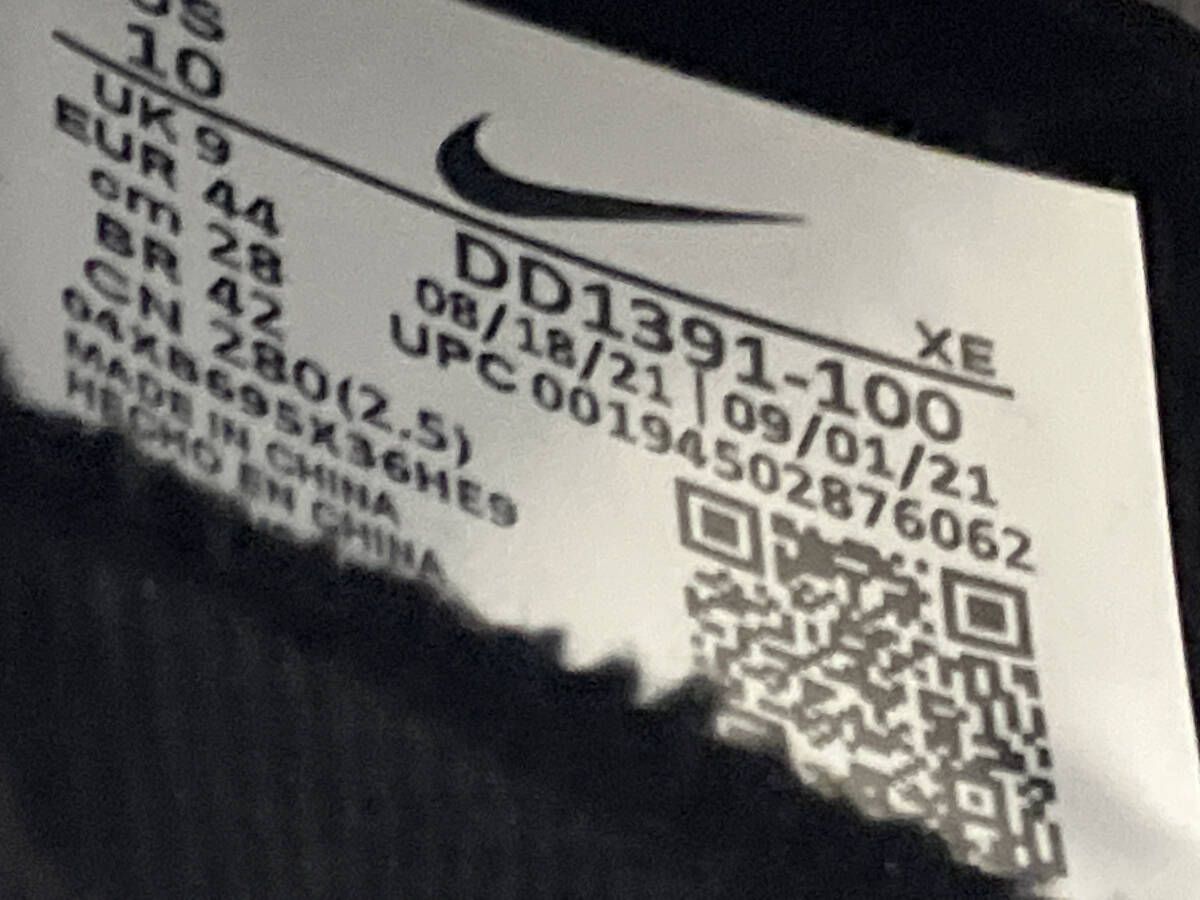 US
10
UK 9
EUR 44
cm 28
BR 42
CN 280(2.5)
MADE IN CHINA
HECHO EN CHINA
XE
DD1391-100
08/18/21 | 09/01/21
UPC 00194502876062